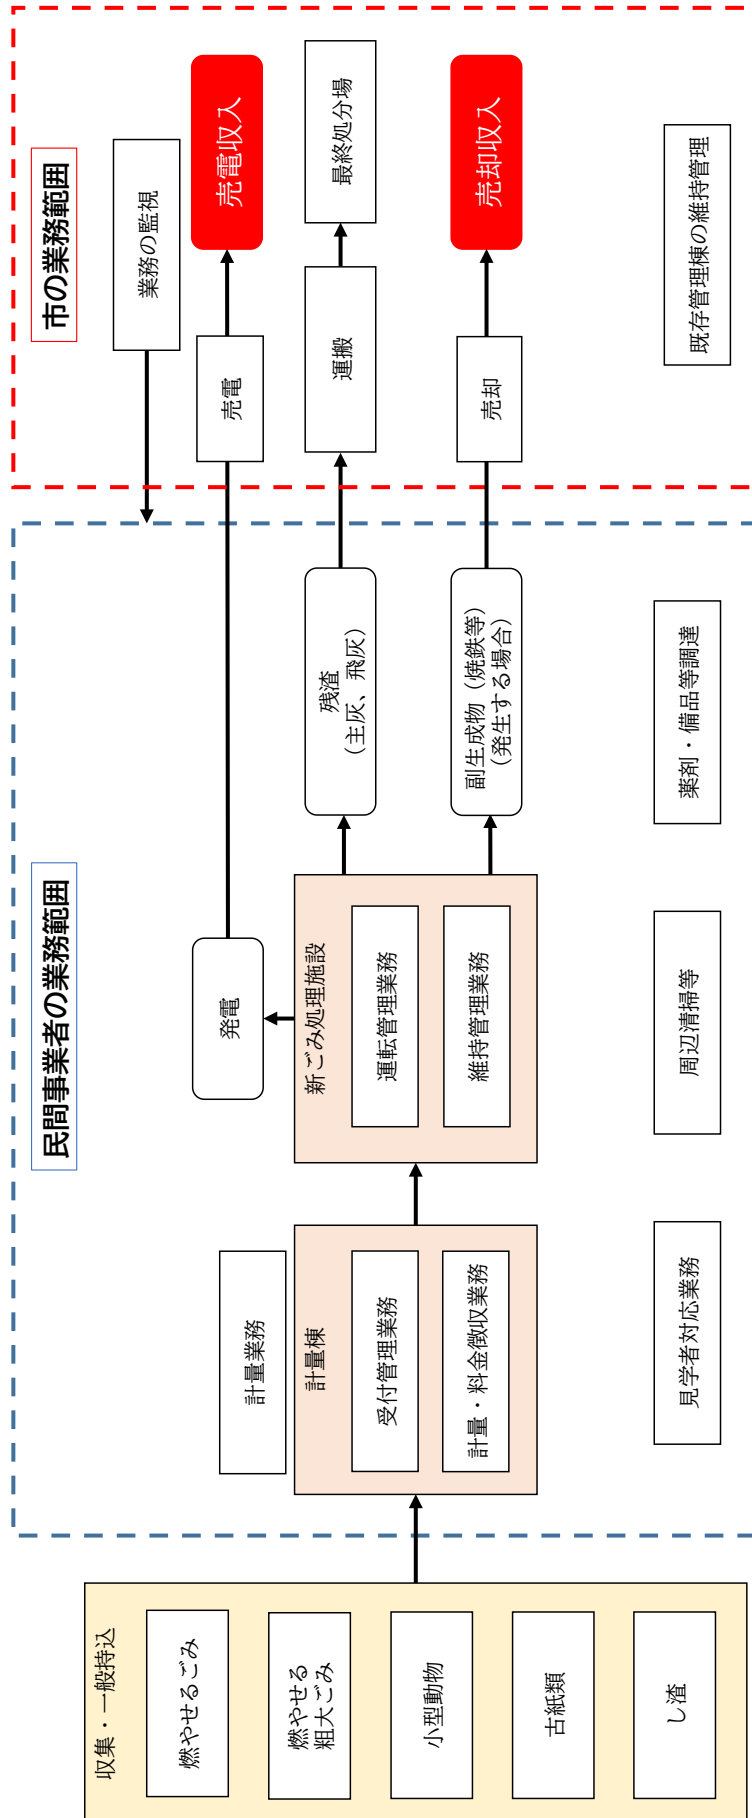 収集・一般持込
燃やせるごみ
燃やせる
粗大ごみ
小型動物
古紙類
し渣
民間事業者の業務範囲
計量業務
計量棟
受付管理業務
計量・料金徴収業務
見学者対応業務
発電
新ごみ処理施設
運転管理業務
維持管理業務
周辺清掃等
残渣
（主灰、飛灰）
副生成物（焼鉄等）
（発生する場合）
薬剤・備品等調達
市の業務範囲
業務の監視
売電
売電収入
運搬
最終処分場
売却
売却収入
既存管理棟の維持管理